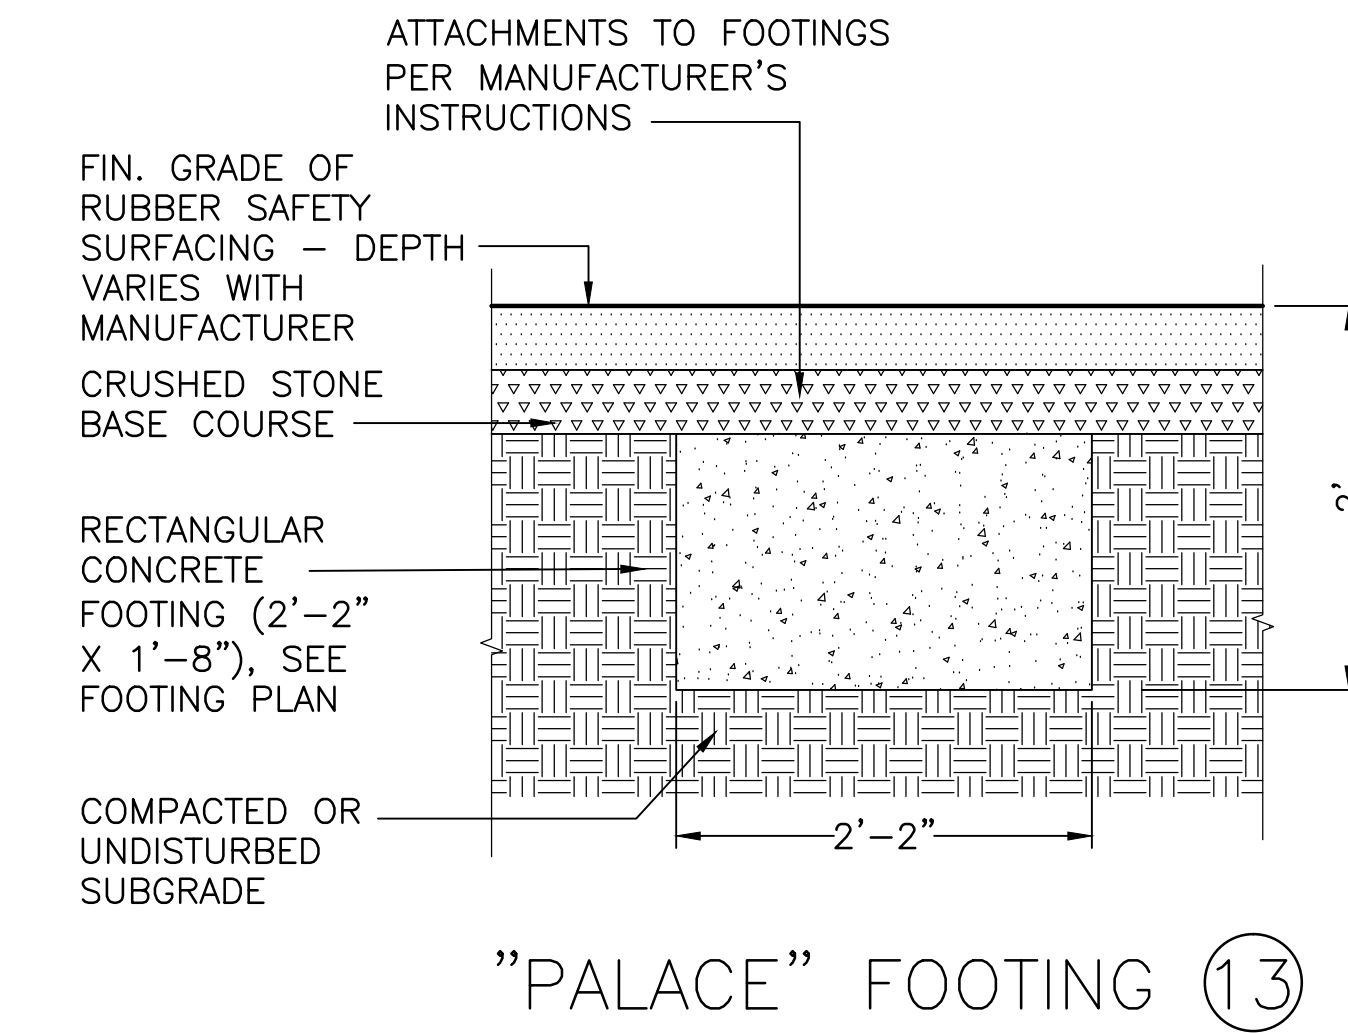 ATTACHMENTS TO FOOTINGS
PER MANUFACTURER'S
INSTRUCTIONS
FIN. GRADE OF
RUBBER SAFETY
SURFACING – DEPTH
VARIES WITH
MANUFACTURER
CRUSHED STONE
BASE COURSE
RECTANGULAR
CONCRETE
FOOTING (2'–2"
X 1'–8"), SEE
FOOTING PLAN
COMPACTED OR
UNDISTURBED
SUBGRADE
2'–2"
"PALACE" FOOTING 13